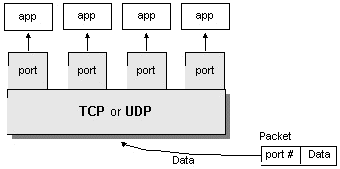 app app app app
port port port port
TCP or UDP
Packet
port # Data
Data